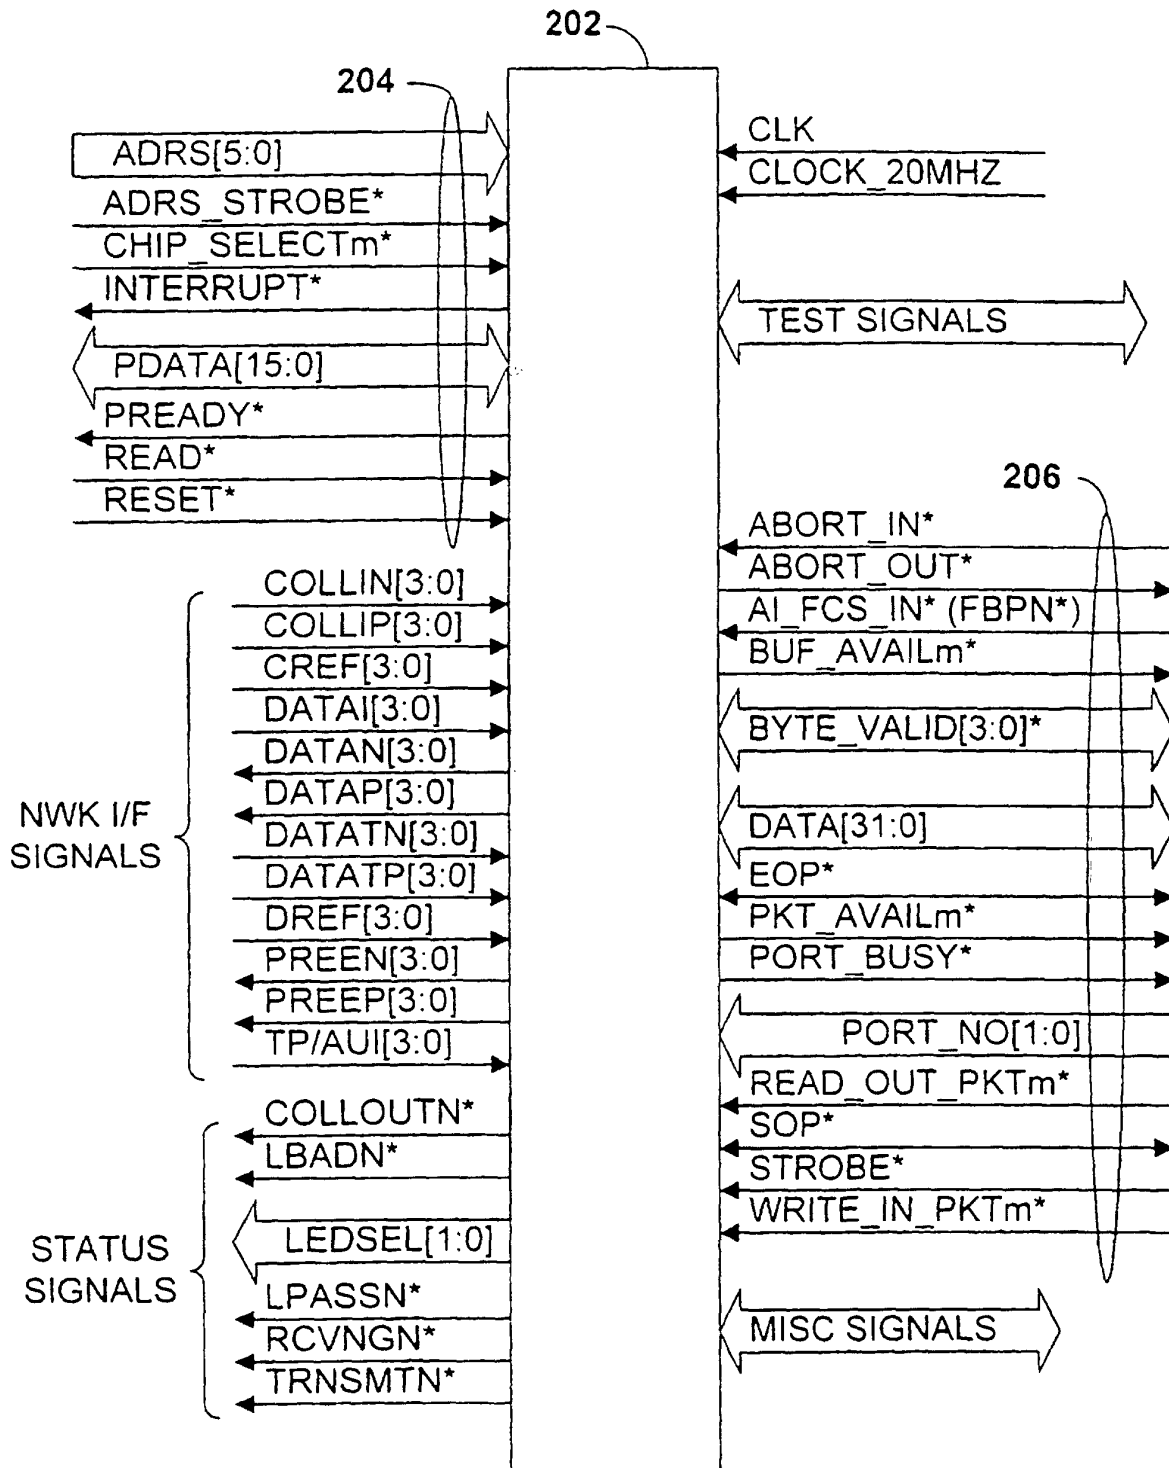 202
204
ADRS[5:0]
ADRS_STROBE*
CHIP_SELECTm*
INTERRUPT*
PDATA[15:0]
PREADY*
READ*
RESET*
COLLIN[3:0]
COLLIP[3:0]
CREF[3:0]
DATAI[3:0]
DATAN[3:0]
DATAP[3:0]
DATATN[3:0]
DATATP[3:0]
DREF[3:0]
PREEN[3:0]
PREEP[3:0]
TP/AUI[3:0]
NWK I/F
SIGNALS
COLLOUTN*
LBADN*
LEDSEL[1:0]
LPASSN*
RCVNGN*
TRNSMTN*
STATUS
SIGNALS
CLK
CLOCK_20MHZ
TEST SIGNALS
206
ABORT_IN*
ABORT_OUT*
AI_FCS_IN* (FBPN*)
BUF_AVAILm*
BYTE_VALID[3:0]*
DATA[31:0]
EOP*
PKT_AVAILm*
PORT_BUSY*
PORT_NO[1:0]
READ_OUT_PKTm*
SOP*
STROBE*
WRITE_IN_PKTm*
MISC SIGNALS